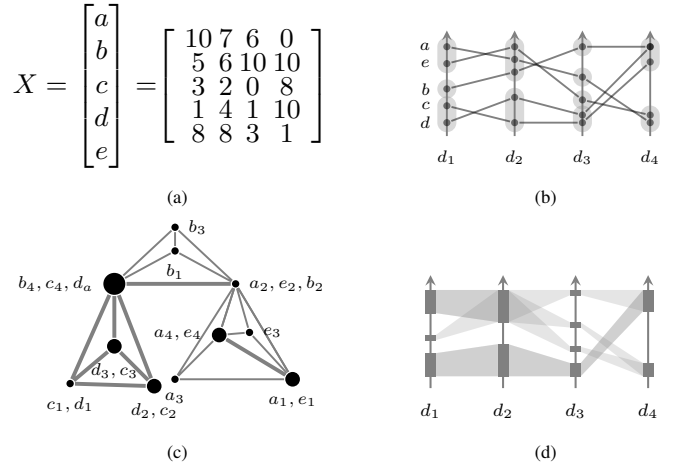 X = [a b c d e] = [10 7 6 0
5 6 10 10
3 2 0 8
1 4 1 10
8 8 3 1]
(a)
a
e
b
c
d
d1 d2 d3 d4
(b)
b3
b1
b4, c4, da
a2, e2, b2
a4, e4
e3
d3, c3
c1, d1
d2, c2
a3
a1, e1
(c)
d1 d2 d3 d4
(d)